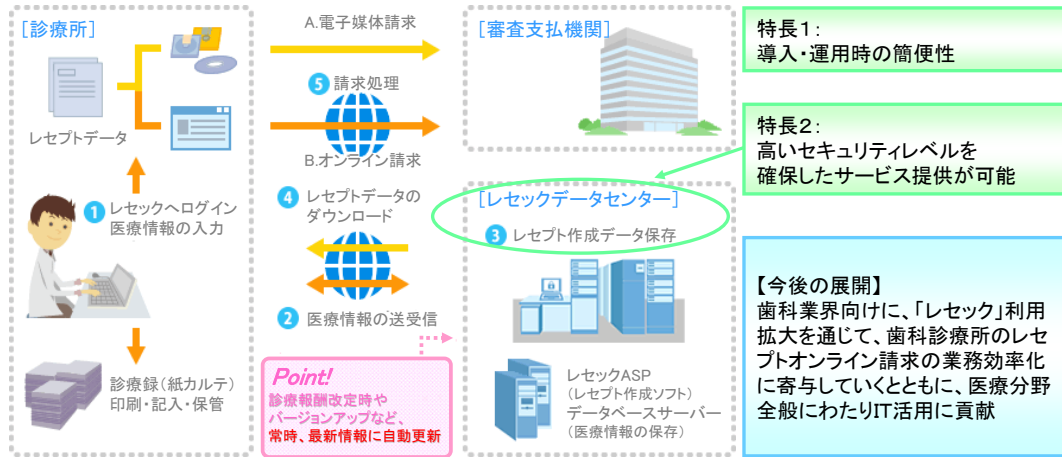 [診療所]
レセプトデータ
1 レセックへログイン
医療情報の入力
診療録(紙カルテ)
印刷・記入・保管
A.電子媒体請求
5 請求処理
B.オンライン請求
4 レセプトデータの
ダウンロード
2 医療情報の送受信
Point!
診療報酬改定時や
バージョンアップなど、
常時、最新情報に自動更新
[審査支払機関]
[レセックデータセンター]
3 レセプト作成データ保存
レセックASP
(レセプト作成ソフト)
データベースサーバー
(医療情報の保存)
特長1:
導入・運用時の簡便性
特長2:
高いセキュリティレベルを
確保したサービス提供が可能
【今後の展開】
歯科業界向けに、「レセック」利用
拡大を通じて、歯科診療所のレセ
プトオンライン請求の業務効率化
に寄与していくとともに、医療分野
全般にわたりIT活用に貢献